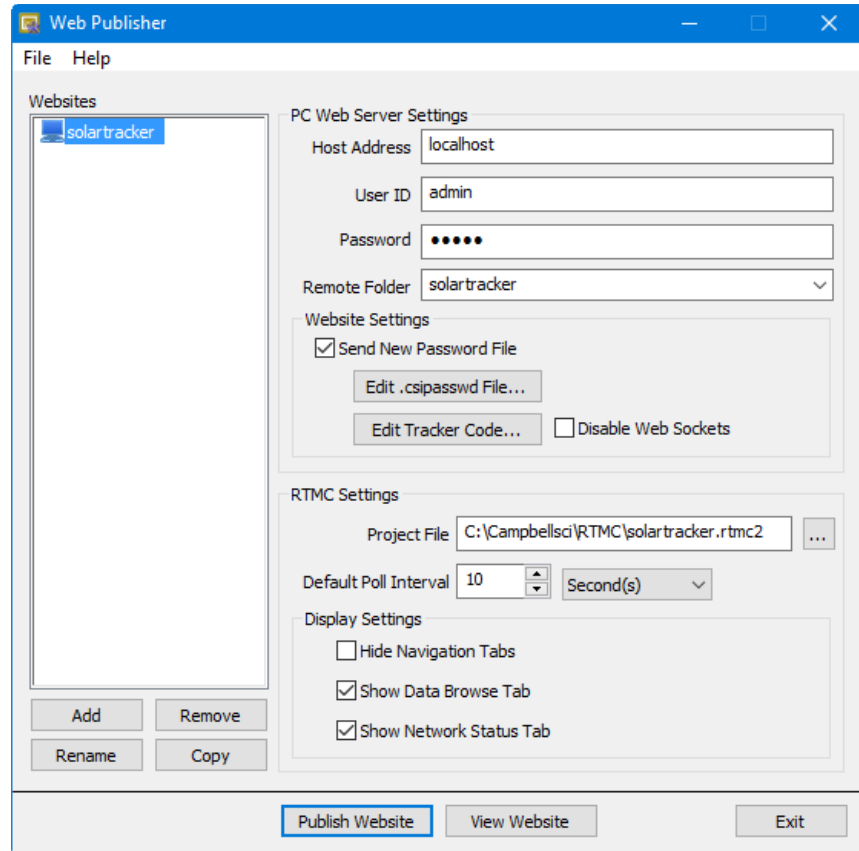 Web Publisher
File Help
Websites
solartracker
PC Web Server Settings
Host Address localhost
User ID admin
Password •••••
Remote Folder solartracker
Website Settings
Send New Password File
Edit .csipasswd File...
Edit Tracker Code... Disable Web Sockets
RTMC Settings
Project File C:\Campbellsci\RTMC\solartracker.rtmc2 ...
Default Poll Interval 10 Second(s)
Display Settings
Hide Navigation Tabs
Show Data Browse Tab
Show Network Status Tab
Add Remove
Rename Copy
Publish Website View Website Exit